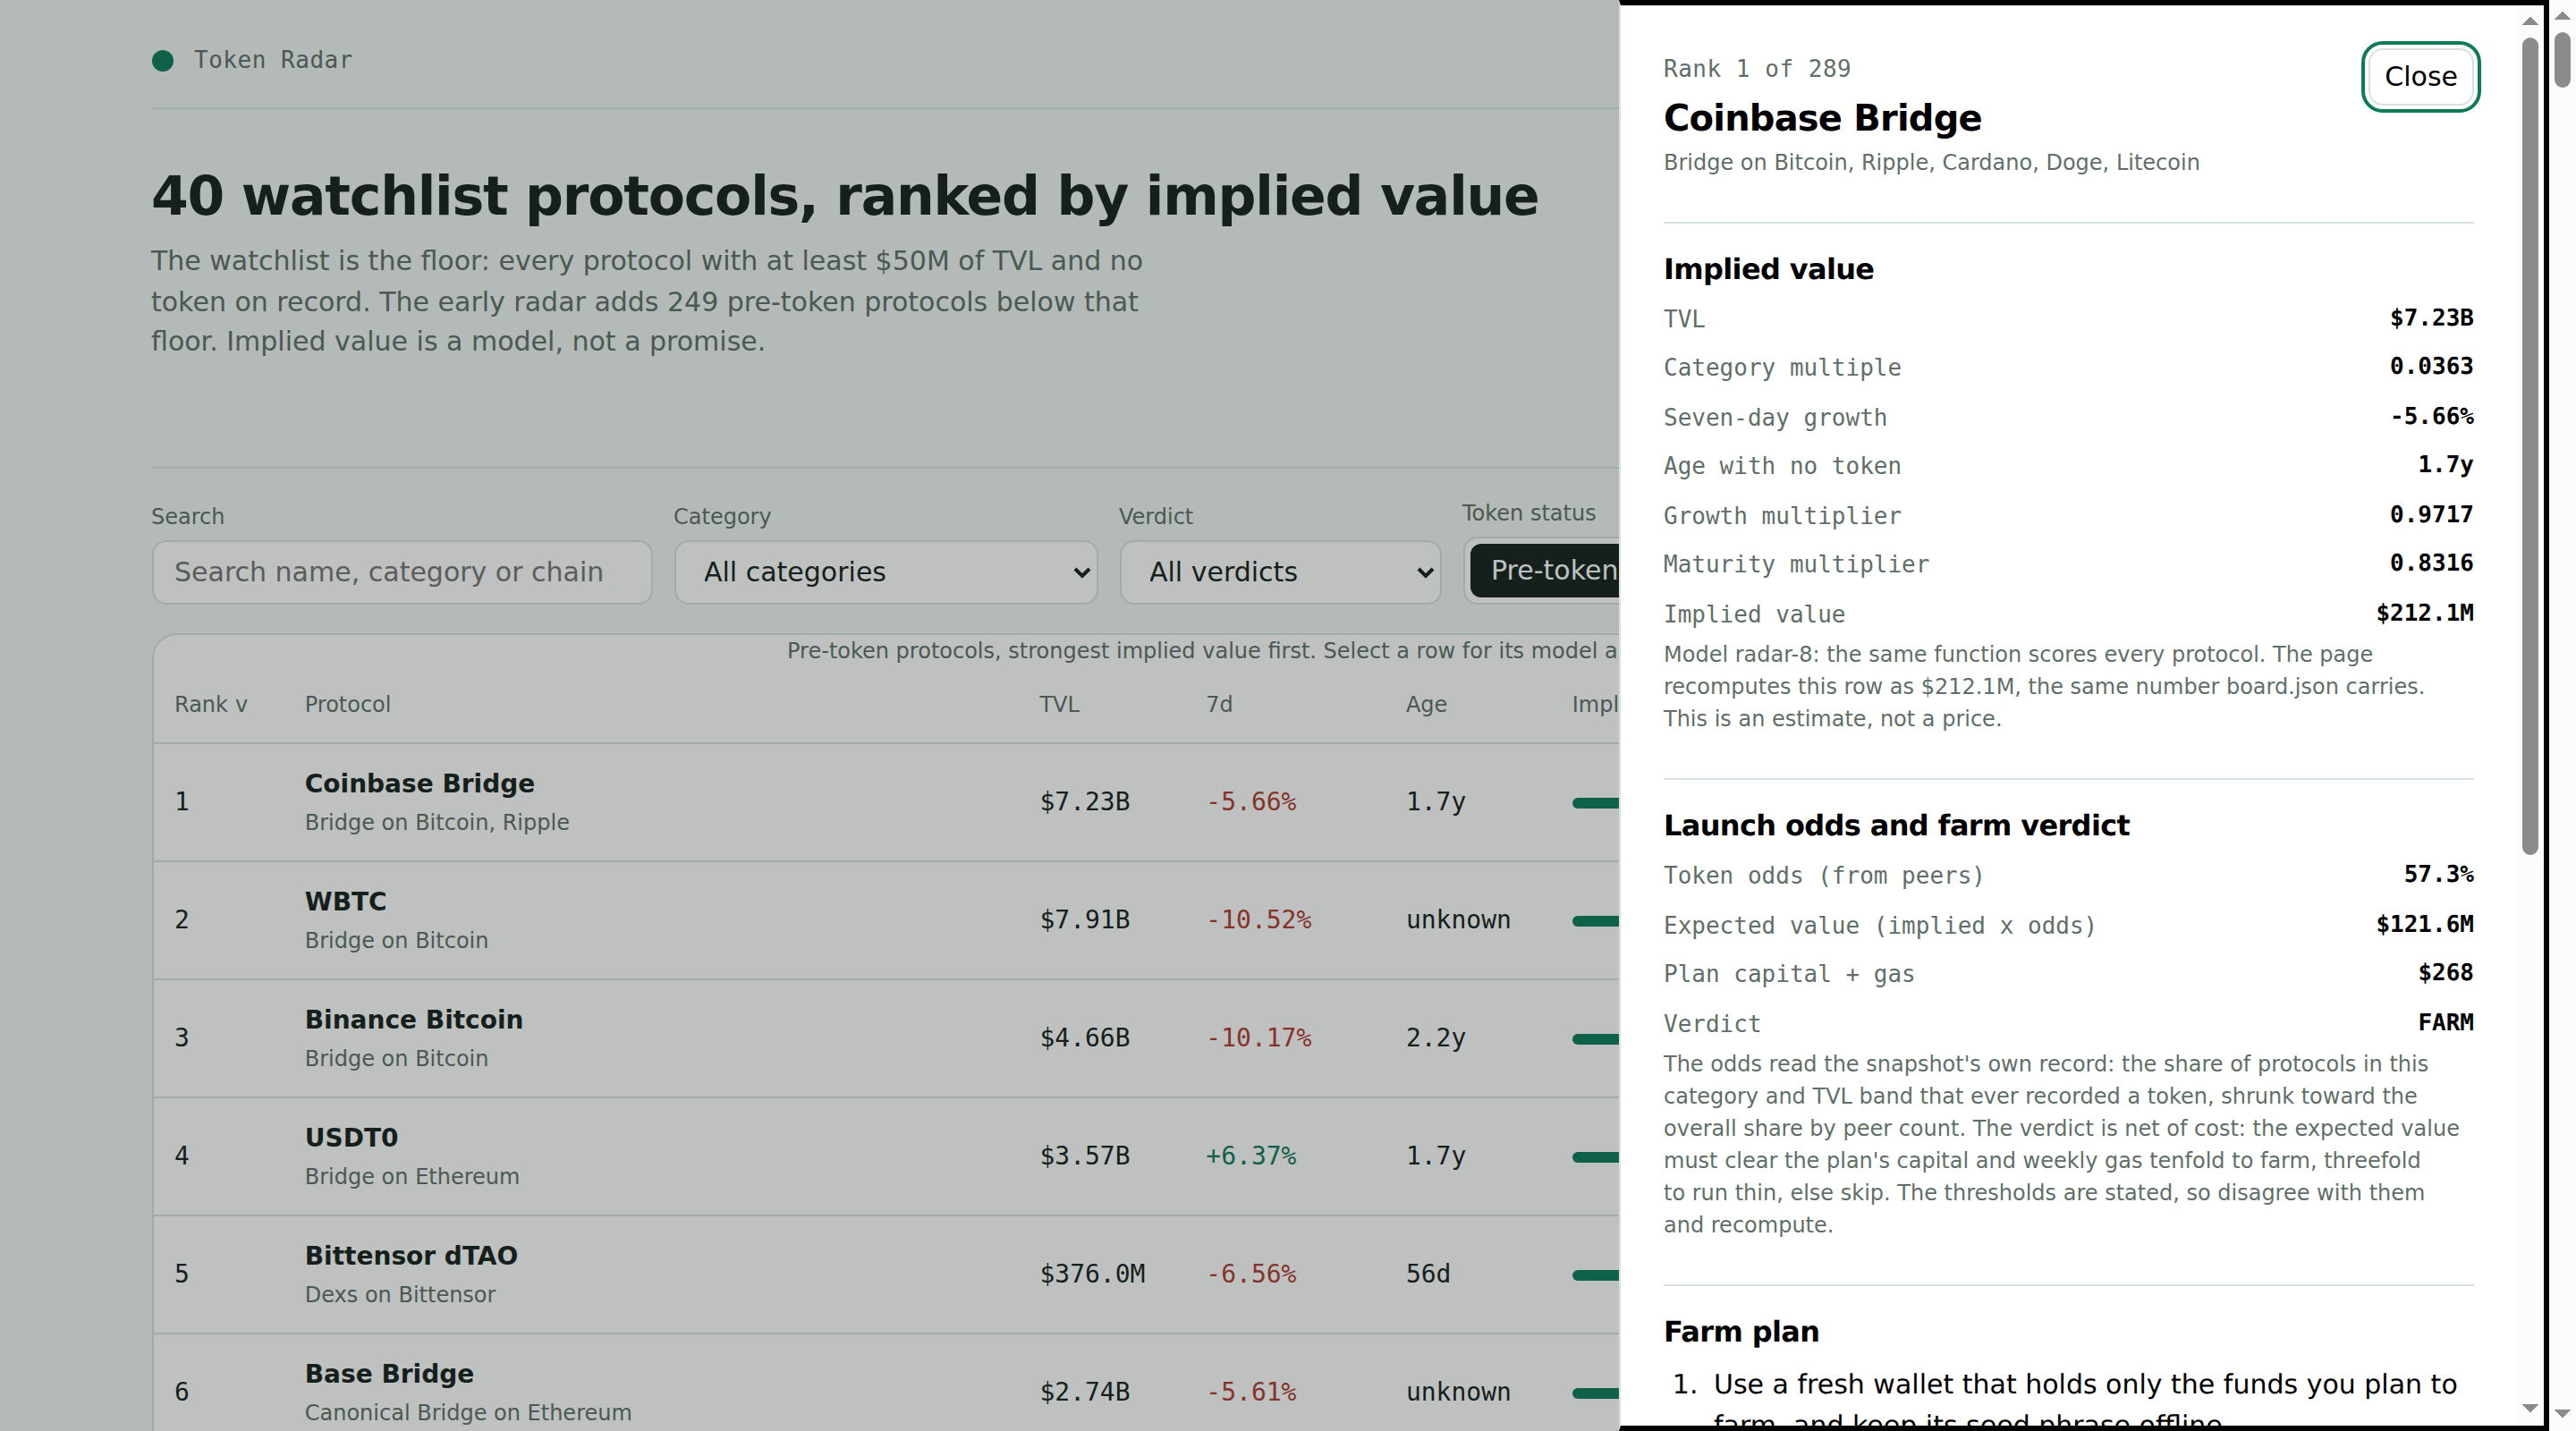 Token Radar
40 watchlist protocols, ranked by implied value
The watchlist is the floor: every protocol with at least $50M of TVL and no
token on record. The early radar adds 249 pre-token protocols below that
floor. Implied value is a model, not a promise.
Search
Category
Verdict
Token status
Search name, category or chain
All categories
All verdicts
Pre-token
Pre-token protocols, strongest implied value first. Select a row for its model a
Rank v Protocol TVL 7d Age Impl
1 Coinbase Bridge $7.23B -5.66% 1.7y
Bridge on Bitcoin, Ripple
2 WBTC $7.91B -10.52% unknown
Bridge on Bitcoin
3 Binance Bitcoin $4.66B -10.17% 2.2y
Bridge on Bitcoin
4 USDT0 $3.57B +6.37% 1.7y
Bridge on Ethereum
5 Bittensor dTAO $376.0M -6.56% 56d
Dexs on Bittensor
6 Base Bridge $2.74B -5.61% unknown
Canonical Bridge on Ethereum
Rank 1 of 289
Close
Coinbase Bridge
Bridge on Bitcoin, Ripple, Cardano, Doge, Litecoin
Implied value
TVL $7.23B
Category multiple 0.0363
Seven-day growth -5.66%
Age with no token 1.7y
Growth multiplier 0.9717
Maturity multiplier 0.8316
Implied value $212.1M
Model radar-8: the same function scores every protocol. The page
recomputes this row as $212.1M, the same number board.json carries.
This is an estimate, not a price.
Launch odds and farm verdict
Token odds (from peers) 57.3%
Expected value (implied x odds) $121.6M
Plan capital + gas $268
Verdict FARM
The odds read the snapshot's own record: the share of protocols in this
category and TVL band that ever recorded a token, shrunk toward the
overall share by peer count. The verdict is net of cost: the expected value
must clear the plan's capital and weekly gas tenfold to farm, threefold
to run thin, else skip. The thresholds are stated, so disagree with them
and recompute.
Farm plan
1. Use a fresh wallet that holds only the funds you plan to
farm, and keep its seed phrase offline.